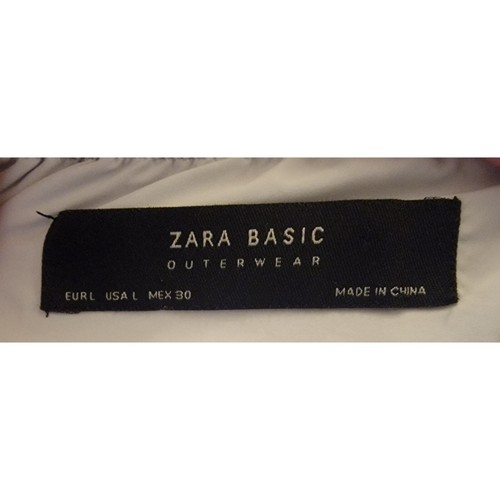 ZARA BASIC
OUTERWEAR
EUR L USA L MEX 30 MADE IN CHINA